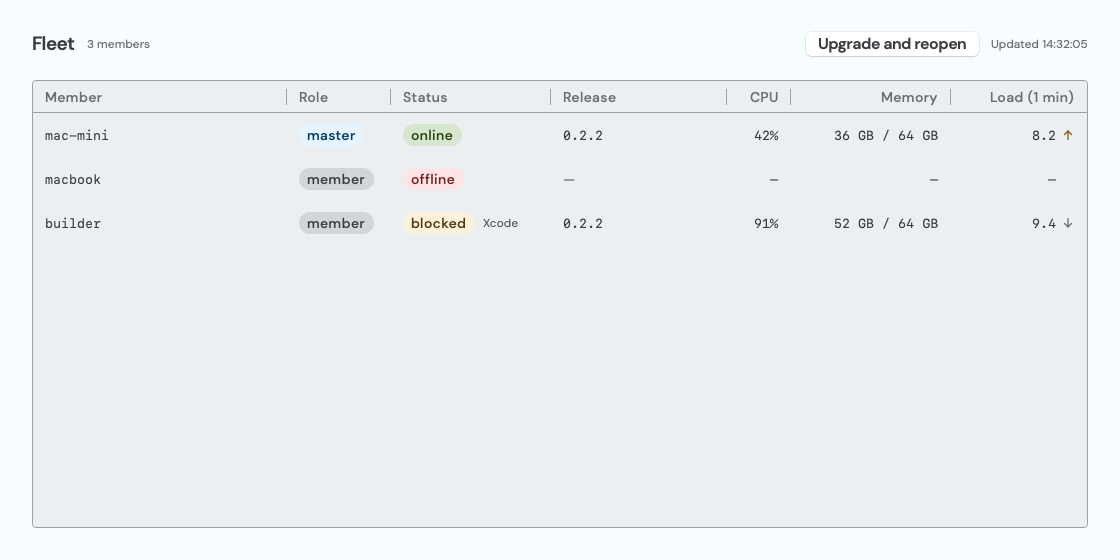 Fleet 3 members Upgrade and reopen Updated 14:32:05
Member Role Status Release CPU Memory Load (1 min)
mac-mini master online 0.2.2 42% 36 GB / 64 GB 8.2 ↑
macbook member offline — — — —
builder member blocked Xcode 0.2.2 91% 52 GB / 64 GB 9.4 ↓